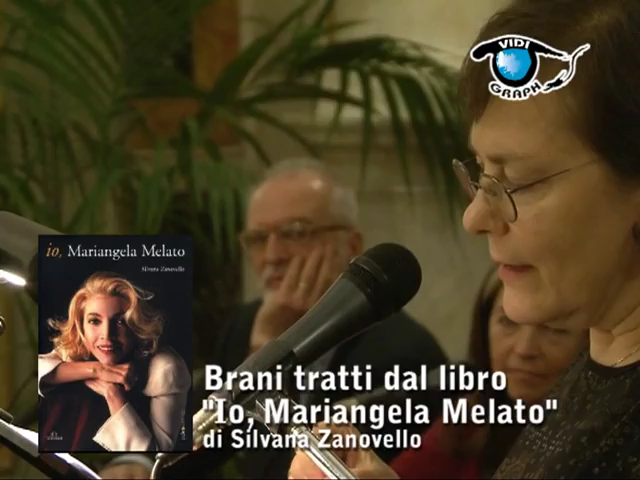 VIDI
GRAPH
io, Mariangela Melato
Silvana Zanovello
Brani tratti dal libro
"Io, Mariangela Melato"
di Silvana Zanovello